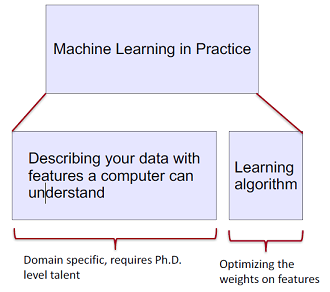 Machine Learning in Practice
Describing your data with
features a computer can
understand
Learning
algorithm
Domain specific, requires Ph.D.
level talent
Optimizing the
weights on features